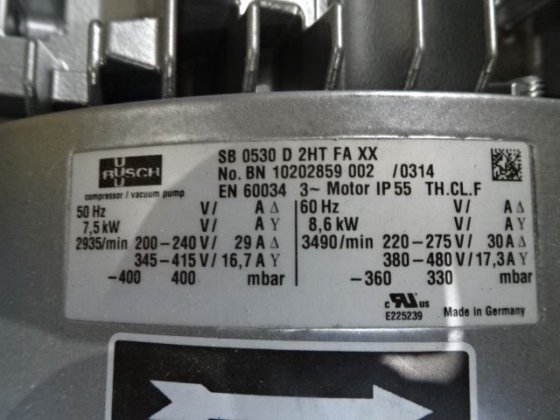 SB 0530 D 2HT FA XX
No. BN 10202859 002 /0314
EN 60034 3~ Motor IP 55 TH.CL.F
BUSCH
compressor / vacuum pump
50 Hz V/ A Δ
7,5 kW V/ A Y
2935/min 200-240 V/ 29 A Δ
345-415 V/ 16,7 A Y
-400 400 mbar
60 Hz V/ A Δ
8,6 kW V/ A Y
3490/min 220-275 V/ 30 A Δ
380-480 V/ 17,3 A Y
-360 330 mbar
c RU us
E225239
Made in Germany